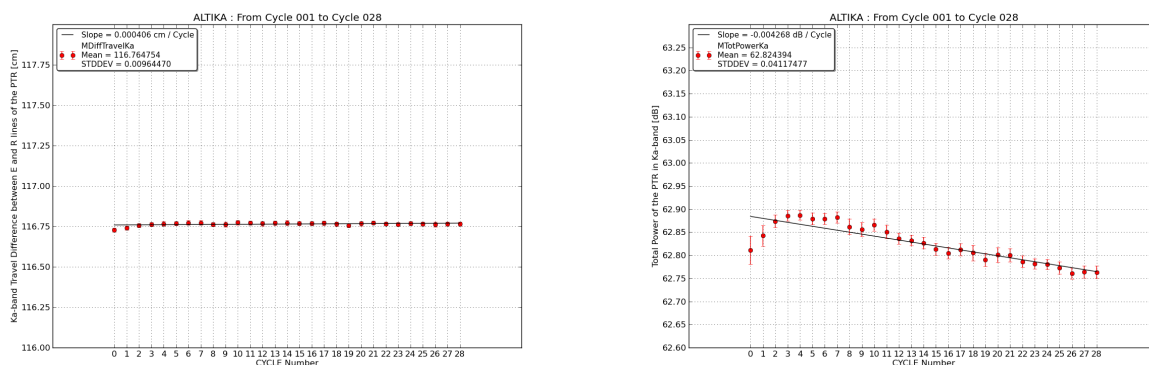 ALTIKA : From Cycle 001 to Cycle 028
Slope = 0.000406 cm / Cycle
MDiffTravelKa
Mean = 116.764754
STDDEV = 0.00964470
Ka-band Travel Difference between E and R lines of the PTR [cm]
117.75
117.50
117.25
117.00
116.75
116.50
116.25
116.00
0 1 2 3 4 5 6 7 8 9 10 11 12 13 14 15 16 17 18 19 20 21 22 23 24 25 26 27 28
CYCLE Number
ALTIKA : From Cycle 001 to Cycle 028
Slope = -0.004268 dB / Cycle
MTotPowerKa
Mean = 62.824394
STDDEV = 0.04117477
Total Power of the PTR in Ka-band [dB]
63.25
63.20
63.15
63.10
63.05
63.00
62.95
62.90
62.85
62.80
62.75
62.70
62.65
62.60
0 1 2 3 4 5 6 7 8 9 10 11 12 13 14 15 16 17 18 19 20 21 22 23 24 25 26 27 28
CYCLE Number